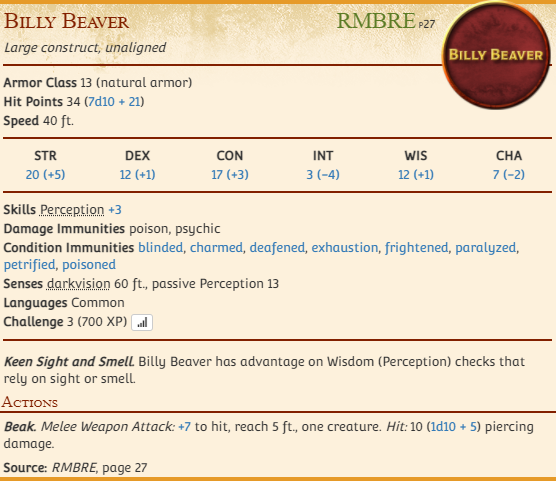 Billy Beaver
RMBRE p27
BILLY BEAVER
Large construct, unaligned
Armor Class 13 (natural armor)
Hit Points 34 (7d10 + 21)
Speed 40 ft.
STR DEX CON INT WIS CHA
20 (+5) 12 (+1) 17 (+3) 3 (−4) 12 (+1) 7 (−2)
Skills Perception +3
Damage Immunities poison, psychic
Condition Immunities blinded, charmed, deafened, exhaustion, frightened, paralyzed,
petrified, poisoned
Senses darkvision 60 ft., passive Perception 13
Languages Common
Challenge 3 (700 XP)
Keen Sight and Smell. Billy Beaver has advantage on Wisdom (Perception) checks that
rely on sight or smell.
Actions
Beak. Melee Weapon Attack: +7 to hit, reach 5 ft., one creature. Hit: 10 (1d10 + 5) piercing
damage.
Source: RMBRE, page 27